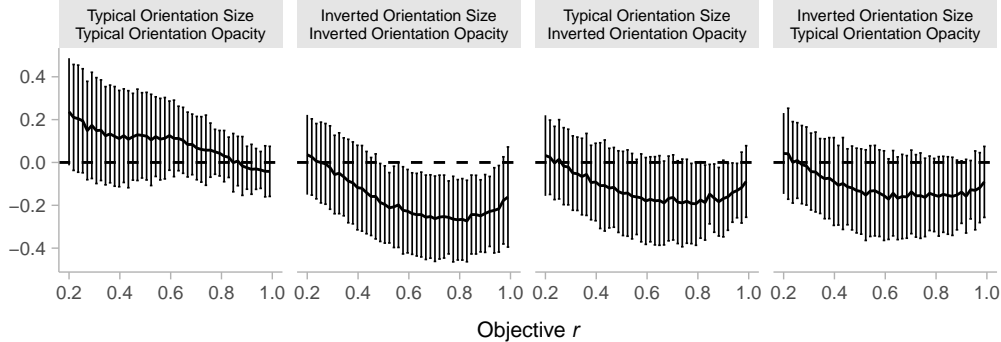 Typical Orientation Size
Typical Orientation Opacity
Inverted Orientation Size
Inverted Orientation Opacity
Typical Orientation Size
Inverted Orientation Opacity
Inverted Orientation Size
Typical Orientation Opacity
0.4
0.2
0.0
−0.2
−0.4
0.2 0.4 0.6 0.8 1.0 0.2 0.4 0.6 0.8 1.0 0.2 0.4 0.6 0.8 1.0 0.2 0.4 0.6 0.8 1.0
Objective r